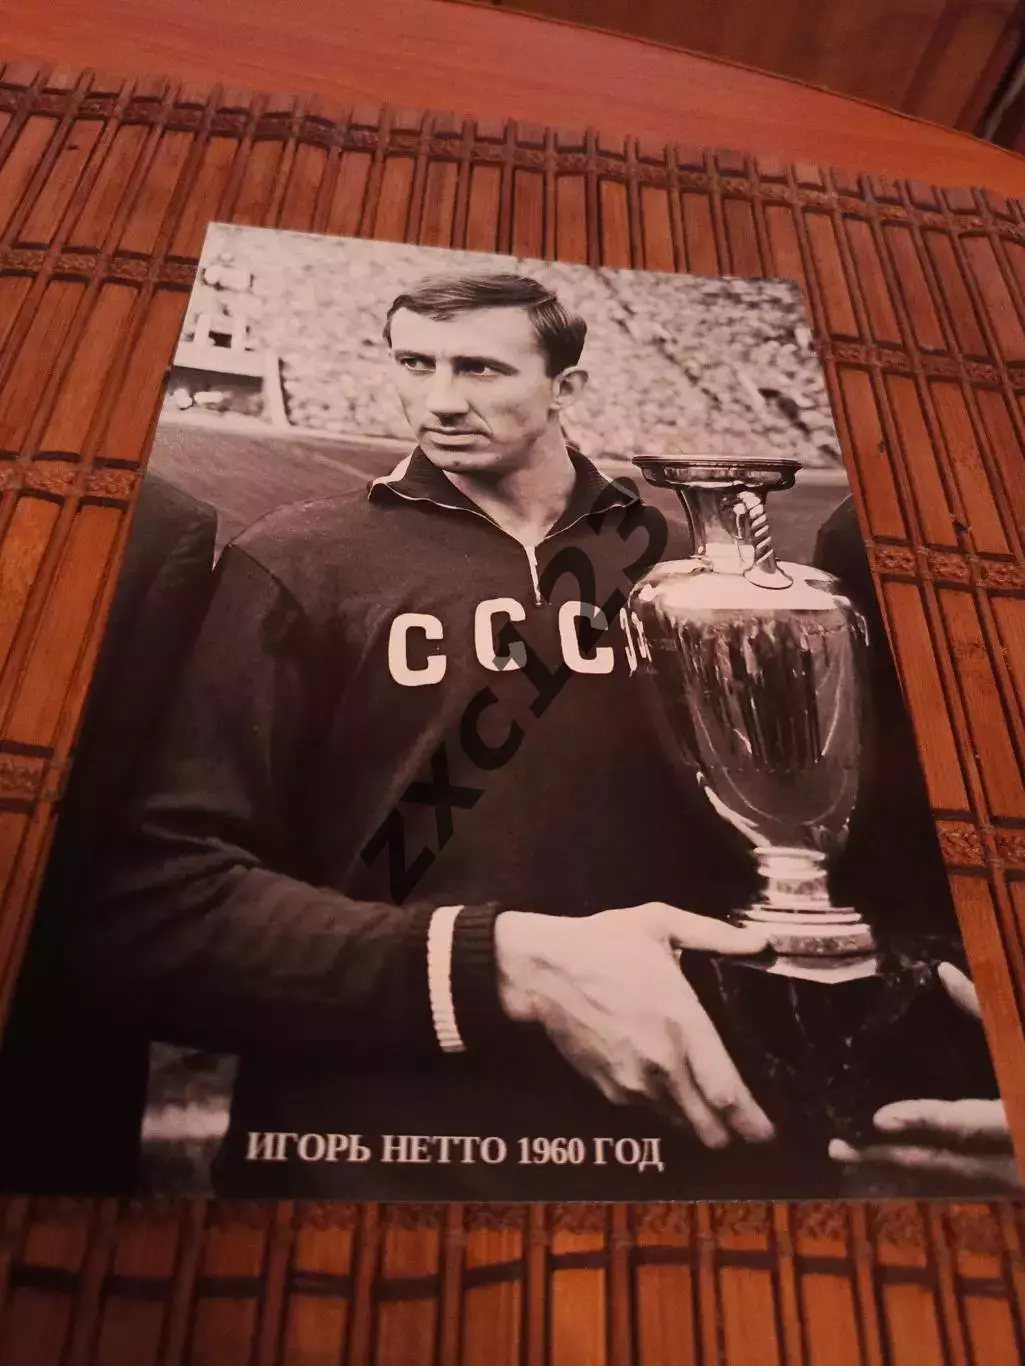 СССР
zxc123
ИГОРЬ НЕТТО 1960 ГОД